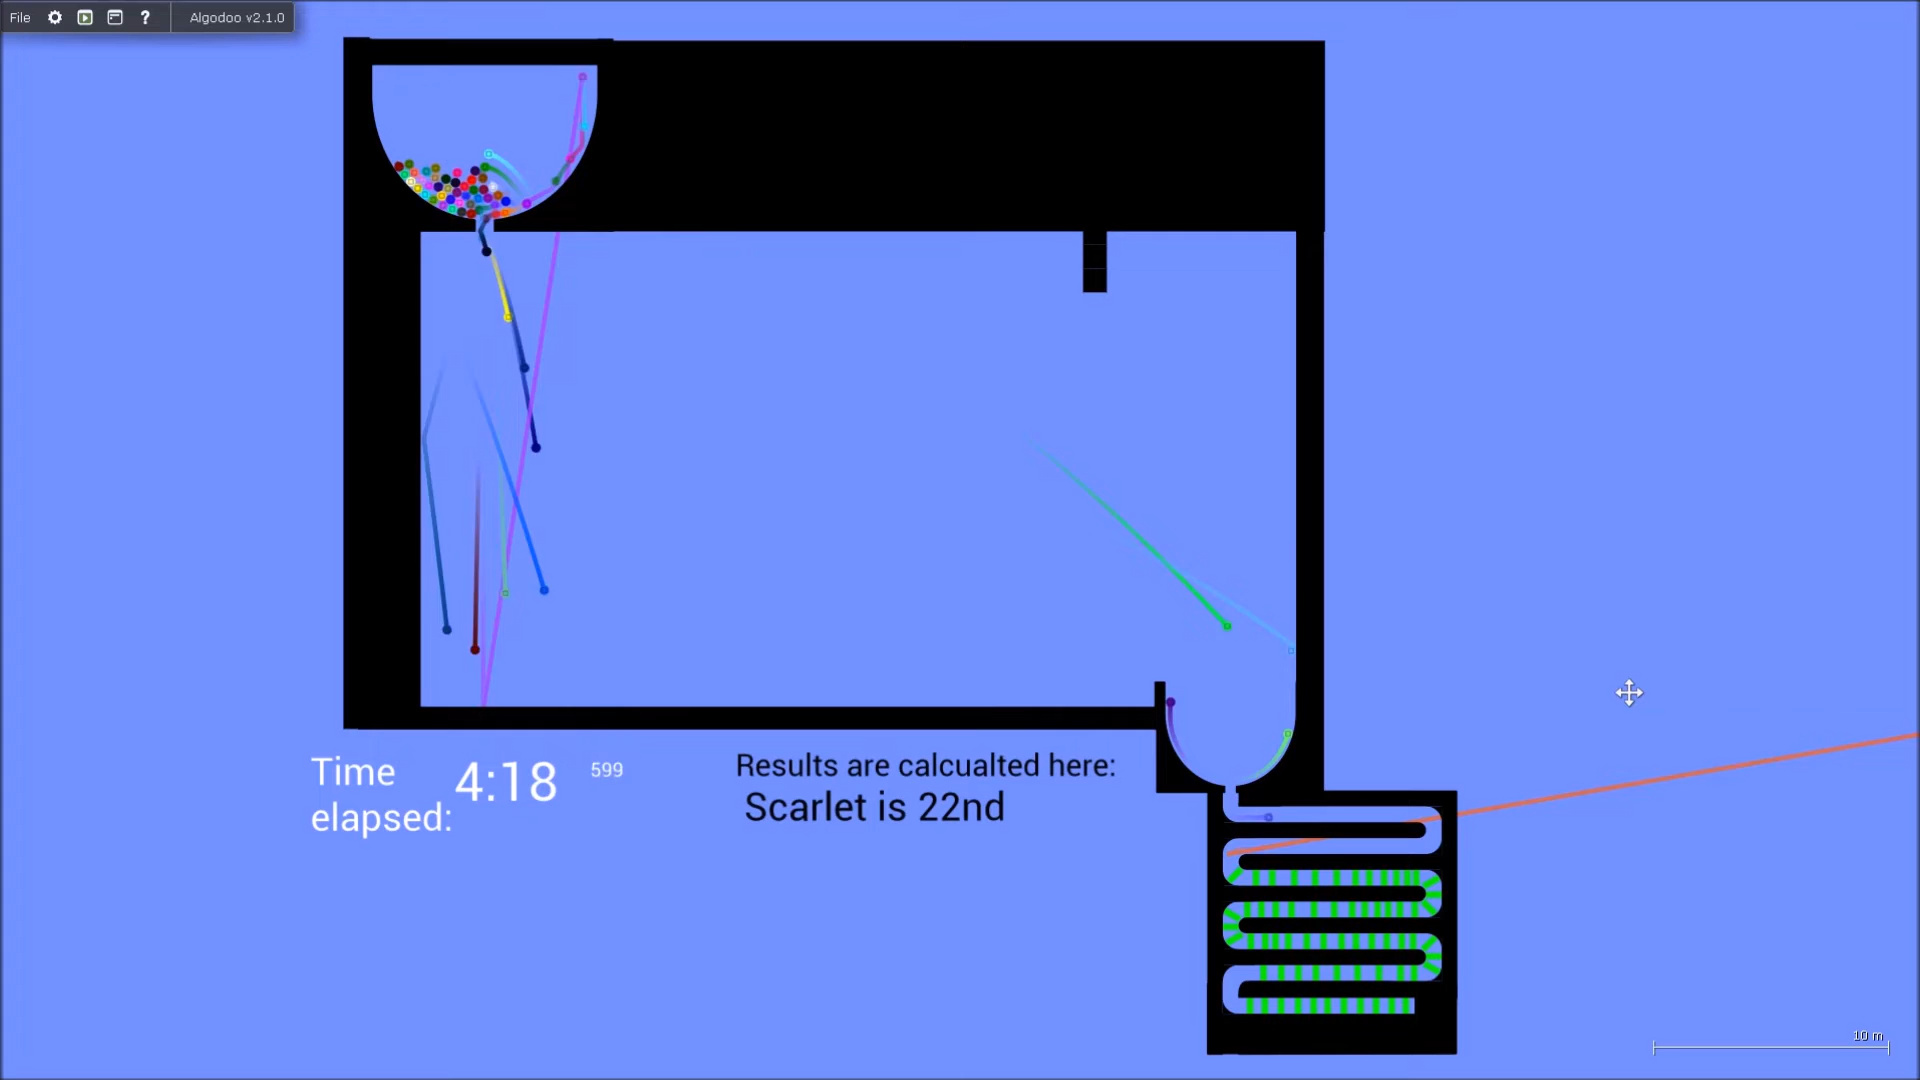 File ? Algodoo v2.1.0
Time elapsed:
4:18
599
Results are calcualted here:
Scarlet is 22nd
10 m